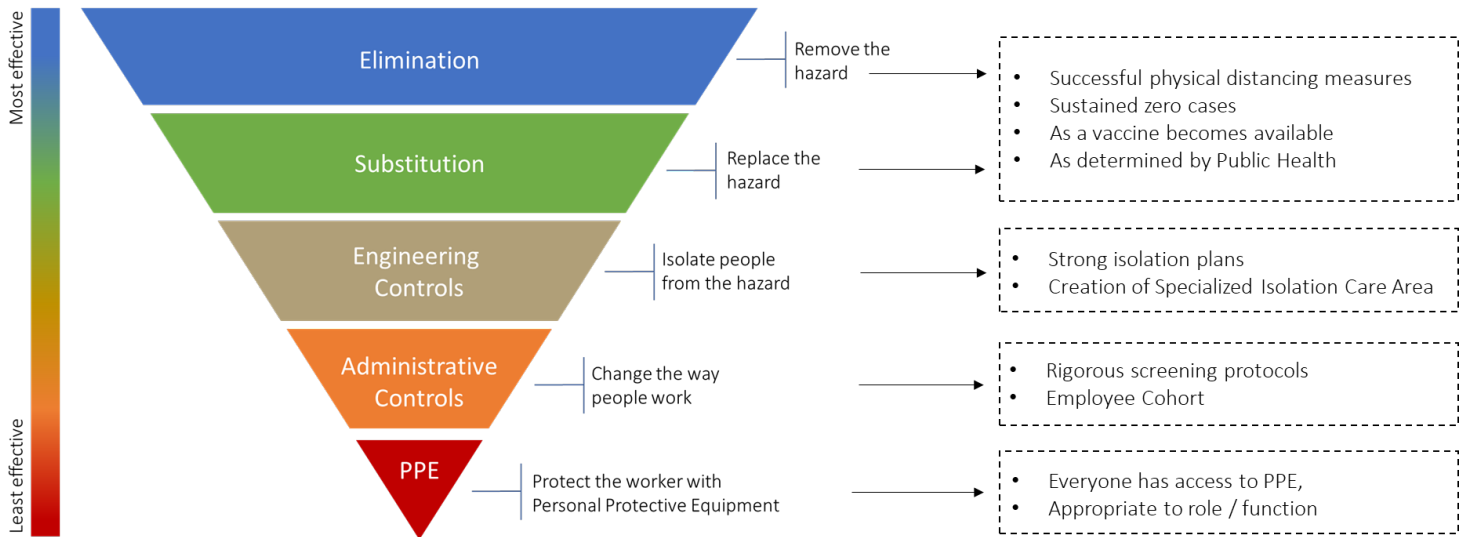 Most effective
Least effective
Elimination
Remove the
hazard
• Successful physical distancing measures
• Sustained zero cases
• As a vaccine becomes available
• As determined by Public Health
Substitution
Replace the
hazard
Engineering
Controls
Isolate people
from the hazard
• Strong isolation plans
• Creation of Specialized Isolation Care Area
Administrative
Controls
Change the way
people work
• Rigorous screening protocols
• Employee Cohort
PPE
Protect the worker with
Personal Protective Equipment
• Everyone has access to PPE,
• Appropriate to role / function